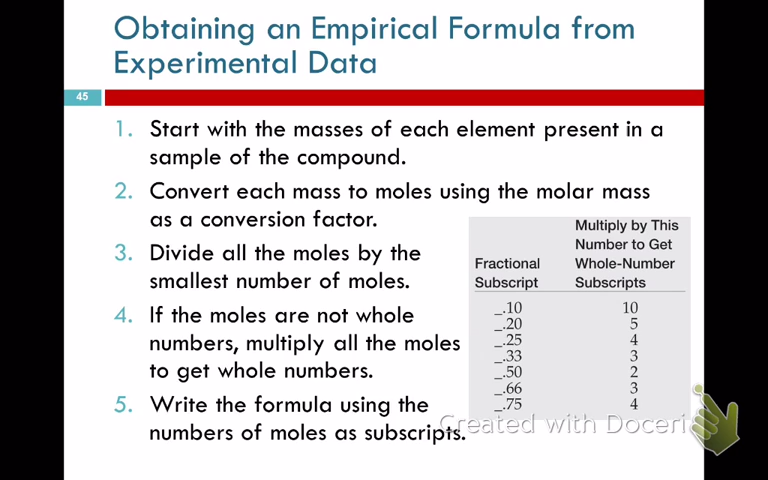 Obtaining an Empirical Formula from
Experimental Data
45
1. Start with the masses of each element present in a
sample of the compound.
2. Convert each mass to moles using the molar mass
as a conversion factor.
3. Divide all the moles by the
smallest number of moles.
4. If the moles are not whole
numbers, multiply all the moles
to get whole numbers.
5. Write the formula using the
numbers of moles as subscripts.
Fractional Subscript Multiply by This Number to Get Whole-Number Subscripts
_.10 10
_.20 5
_.25 4
_.33 3
_.50 2
_.66 3
_.75 4
Created with Doceri